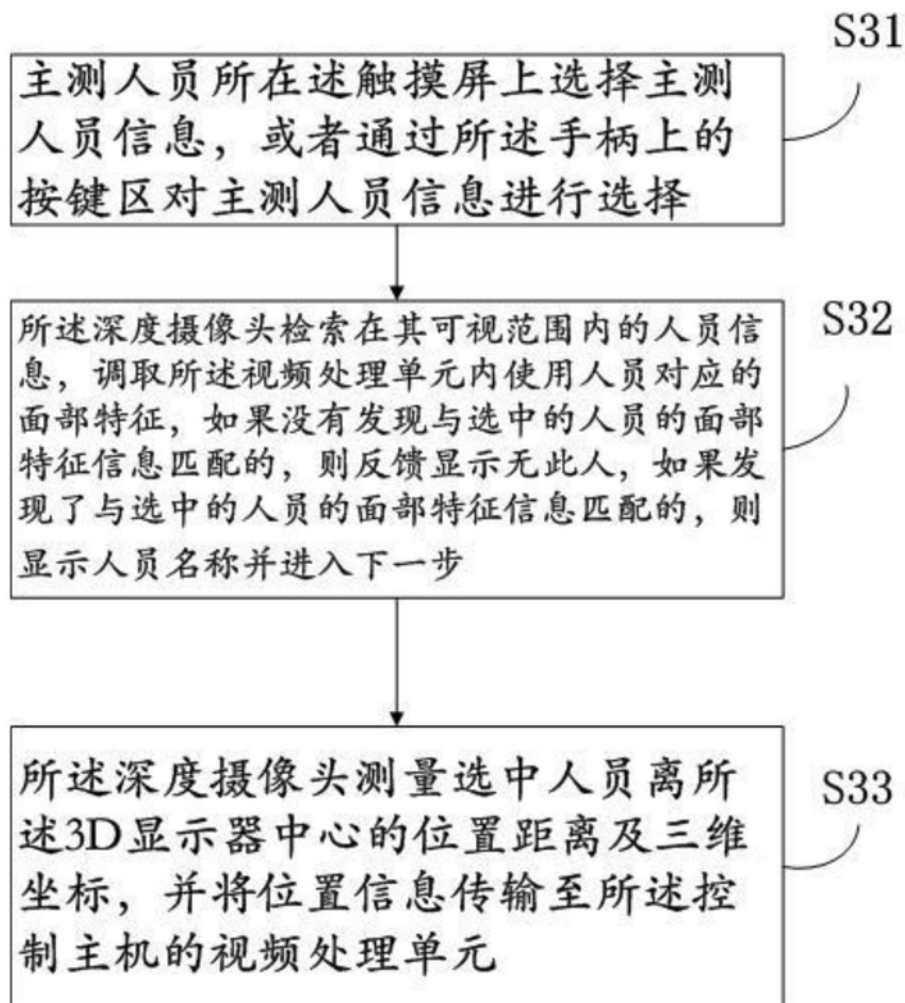 S31
主测人员所在述触摸屏上选择主测
人员信息，或者通过所述手柄上的
按键区对主测人员信息进行选择
S32
所述深度摄像头检索在其可视范围内的人员信
息，调取所述视频处理单元内使用人员对应的
面部特征，如果没有发现与选中的人员的面部
特征信息匹配的，则反馈显示无此人，如果发
现了与选中的人员的面部特征信息匹配的，则
显示人员名称并进入下一步
S33
所述深度摄像头测量选中人员离所
述3D显示器中心的位置距离及三维
坐标，并将位置信息传输至所述控
制主机的视频处理单元